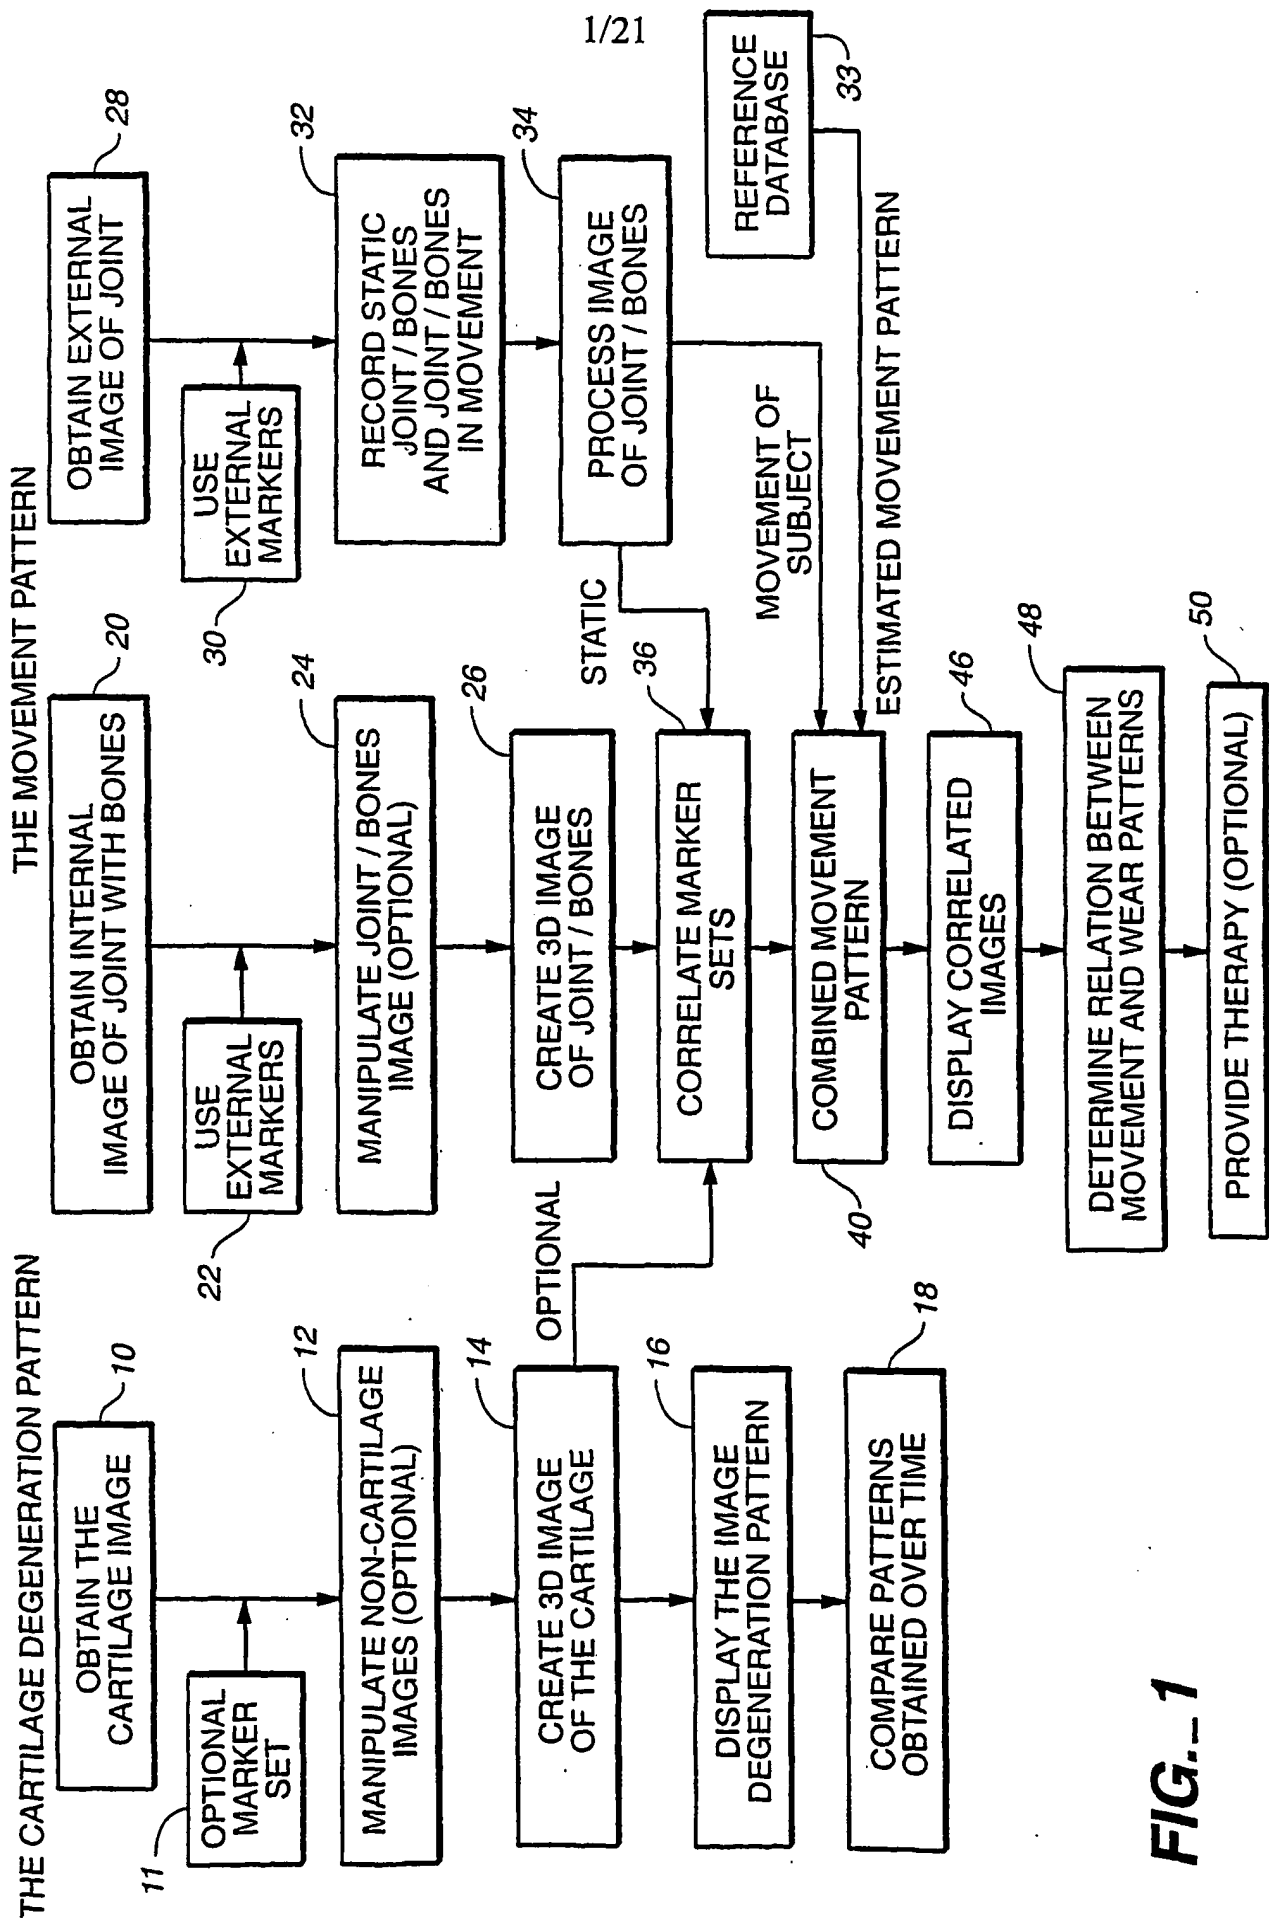 1/21
THE CARTILAGE DEGENERATION PATTERN
OBTAIN THE
CARTILAGE IMAGE
10
OPTIONAL
MARKER
SET
11
MANIPULATE NON-CARTILAGE
IMAGES (OPTIONAL)
12
CREATE 3D IMAGE
OF THE CARTILAGE
14
OPTIONAL
DISPLAY THE IMAGE
DEGENERATION PATTERN
16
COMPARE PATTERNS
OBTAINED OVER TIME
18
THE MOVEMENT PATTERN
OBTAIN INTERNAL
IMAGE OF JOINT WITH BONES
20
USE
EXTERNAL
MARKERS
22
MANIPULATE JOINT / BONES
IMAGE (OPTIONAL)
24
CREATE 3D IMAGE
OF JOINT / BONES
26
CORRELATE MARKER
SETS
36
COMBINED MOVEMENT
PATTERN
40
DISPLAY CORRELATED
IMAGES
46
DETERMINE RELATION BETWEEN
MOVEMENT AND WEAR PATTERNS
48
PROVIDE THERAPY (OPTIONAL)
50
OBTAIN EXTERNAL
IMAGE OF JOINT
28
USE
EXTERNAL
MARKERS
30
RECORD STATIC
JOINT / BONES
AND JOINT / BONES
IN MOVEMENT
32
PROCESS IMAGE
OF JOINT / BONES
34
STATIC
MOVEMENT OF
SUBJECT
REFERENCE
DATABASE
33
ESTIMATED MOVEMENT PATTERN
FIG._1